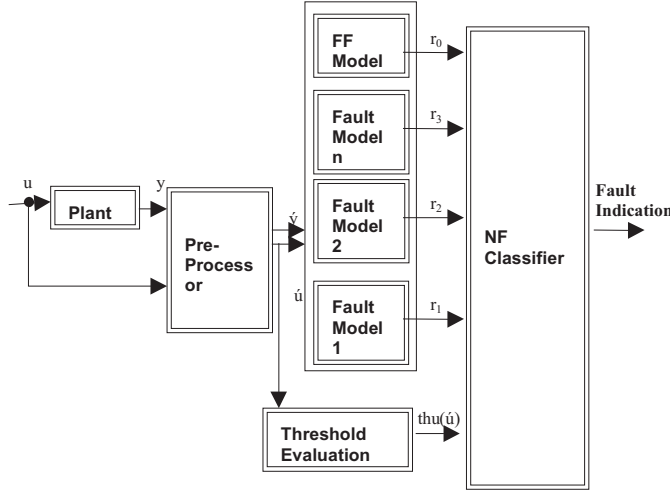 FF
Model
r0
Fault
Model
n
r3
u
y
Plant
Pre-
Process
or
v́
ú
Fault
Model
2
r2
Fault
Model
1
r1
NF
Classifier
Fault
Indication
Threshold
Evaluation
thu(ú)